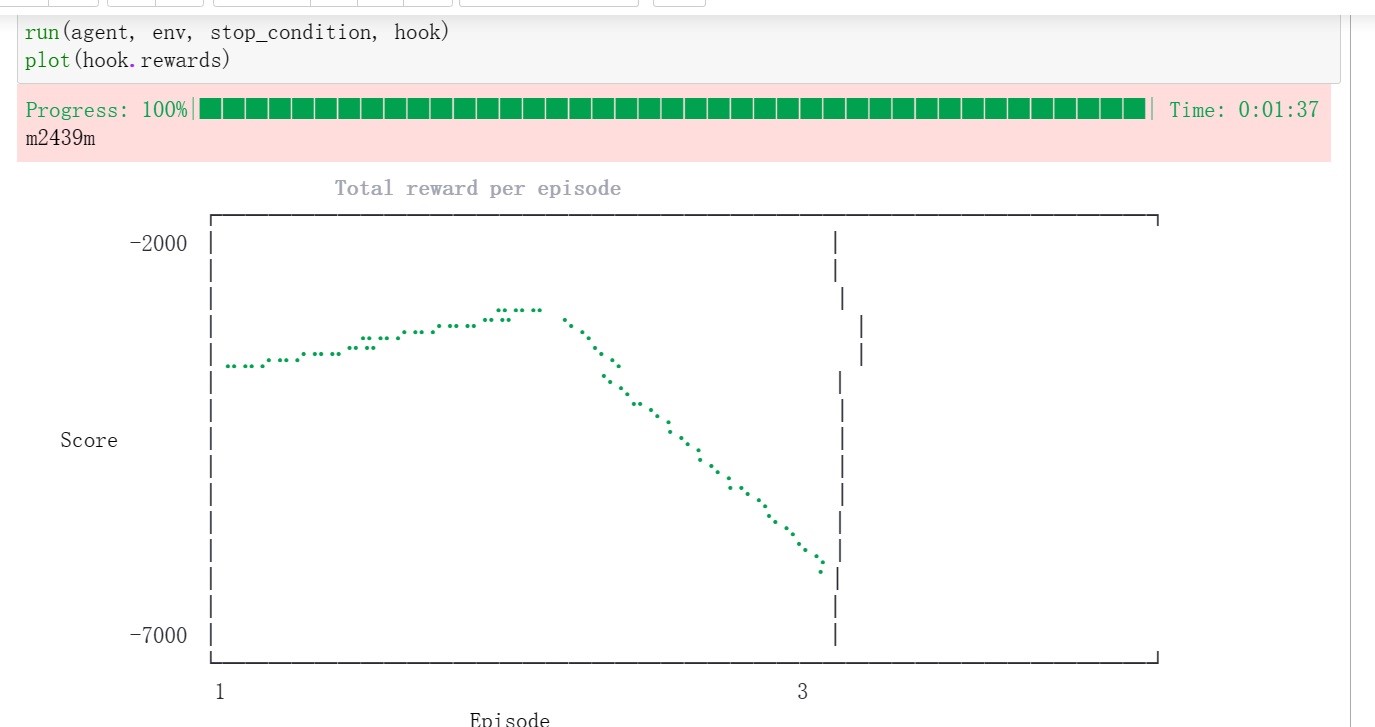 run(agent, env, stop_condition, hook)
plot(hook.rewards)
Progress: 100% Time: 0:01:37
m2439m
Total reward per episode
-2000
Score
-7000
1 3
Episode